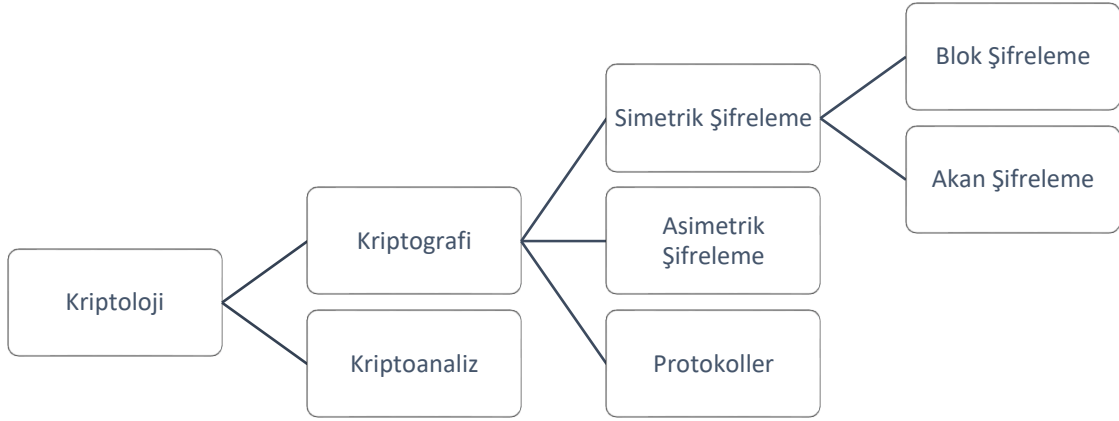 Kriptoloji
Kriptografi
Kriptoanaliz
Simetrik Şifreleme
Asimetrik
Şifreleme
Protokoller
Blok Şifreleme
Akan Şifreleme